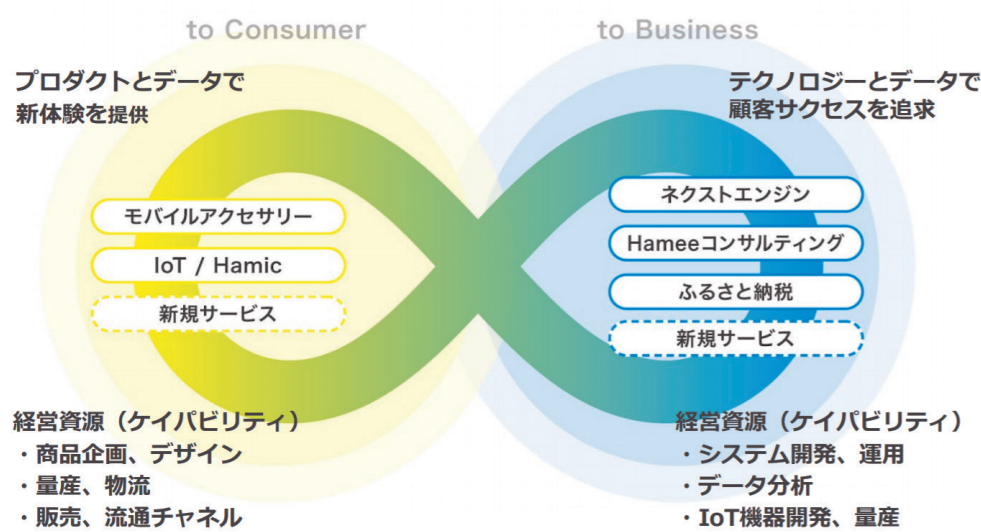 to Consumer
to Business
プロダクトとデータで
新体験を提供
テクノロジーとデータで
顧客サクセスを追求
モバイルアクセサリー
IoT / Hamic
新規サービス
ネクストエンジン
Hameeコンサルティング
ふるさと納税
新規サービス
経営資源（ケイパビリティ）
・商品企画、デザイン
・量産、物流
・販売、流通チャネル
経営資源（ケイパビリティ）
・システム開発、運用
・データ分析
・IoT機器開発、量産